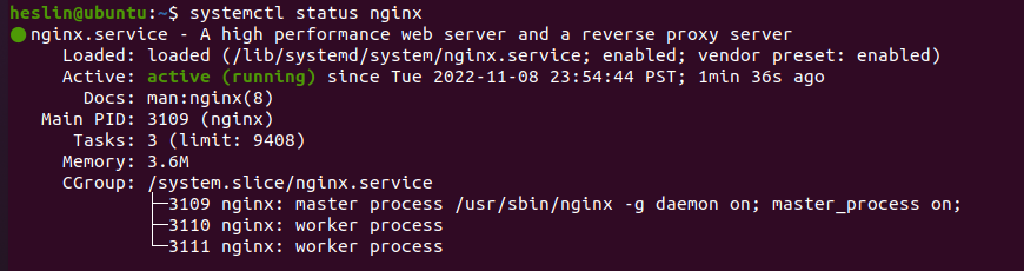 heslin@ubuntu:~$ systemctl status nginx
● nginx.service - A high performance web server and a reverse proxy server
     Loaded: loaded (/lib/systemd/system/nginx.service; enabled; vendor preset: enabled)
     Active: active (running) since Tue 2022-11-08 23:54:44 PST; 1min 36s ago
       Docs: man:nginx(8)
   Main PID: 3109 (nginx)
      Tasks: 3 (limit: 9408)
     Memory: 3.6M
     CGroup: /system.slice/nginx.service
             ├─3109 nginx: master process /usr/sbin/nginx -g daemon on; master_process on;
             ├─3110 nginx: worker process
             └─3111 nginx: worker process